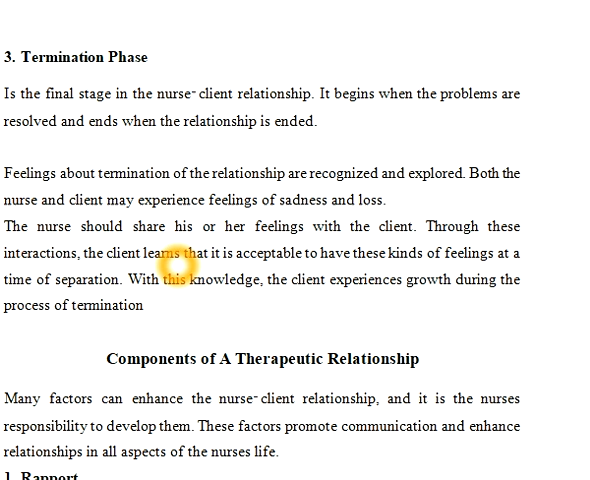 3. Termination Phase
Is the final stage in the nurse-client relationship. It begins when the problems are
resolved and ends when the relationship is ended.
Feelings about termination of the relationship are recognized and explored. Both the
nurse and client may experience feelings of sadness and loss.
The nurse should share his or her feelings with the client. Through these
interactions, the client learns that it is acceptable to have these kinds of feelings at a
time of separation. With this knowledge, the client experiences growth during the
process of termination
Components of A Therapeutic Relationship
Many factors can enhance the nurse-client relationship, and it is the nurses
responsibility to develop them. These factors promote communication and enhance
relationships in all aspects of the nurses life.
1. Rapport